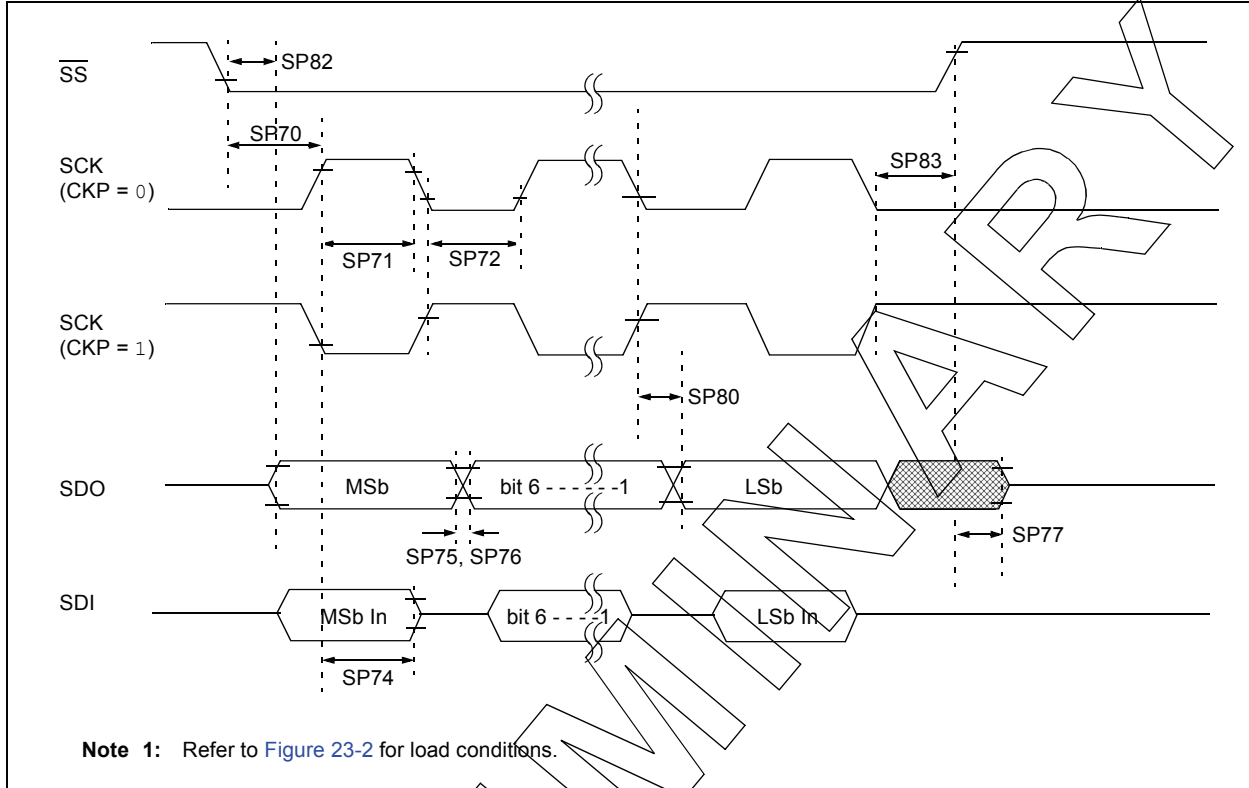 SS
SP82
SP70
SCK
(CKP = 0)
SP83
SP71
SP72
SCK
(CKP = 1)
SP80
SDO
MSb
bit 6 - - - - - -1
LSb
SP77
SP75, SP76
SDI
MSb In
bit 6 - - - -1
LSb In
SP74
Note 1: Refer to Figure 23-2 for load conditions.
M I N A R Y